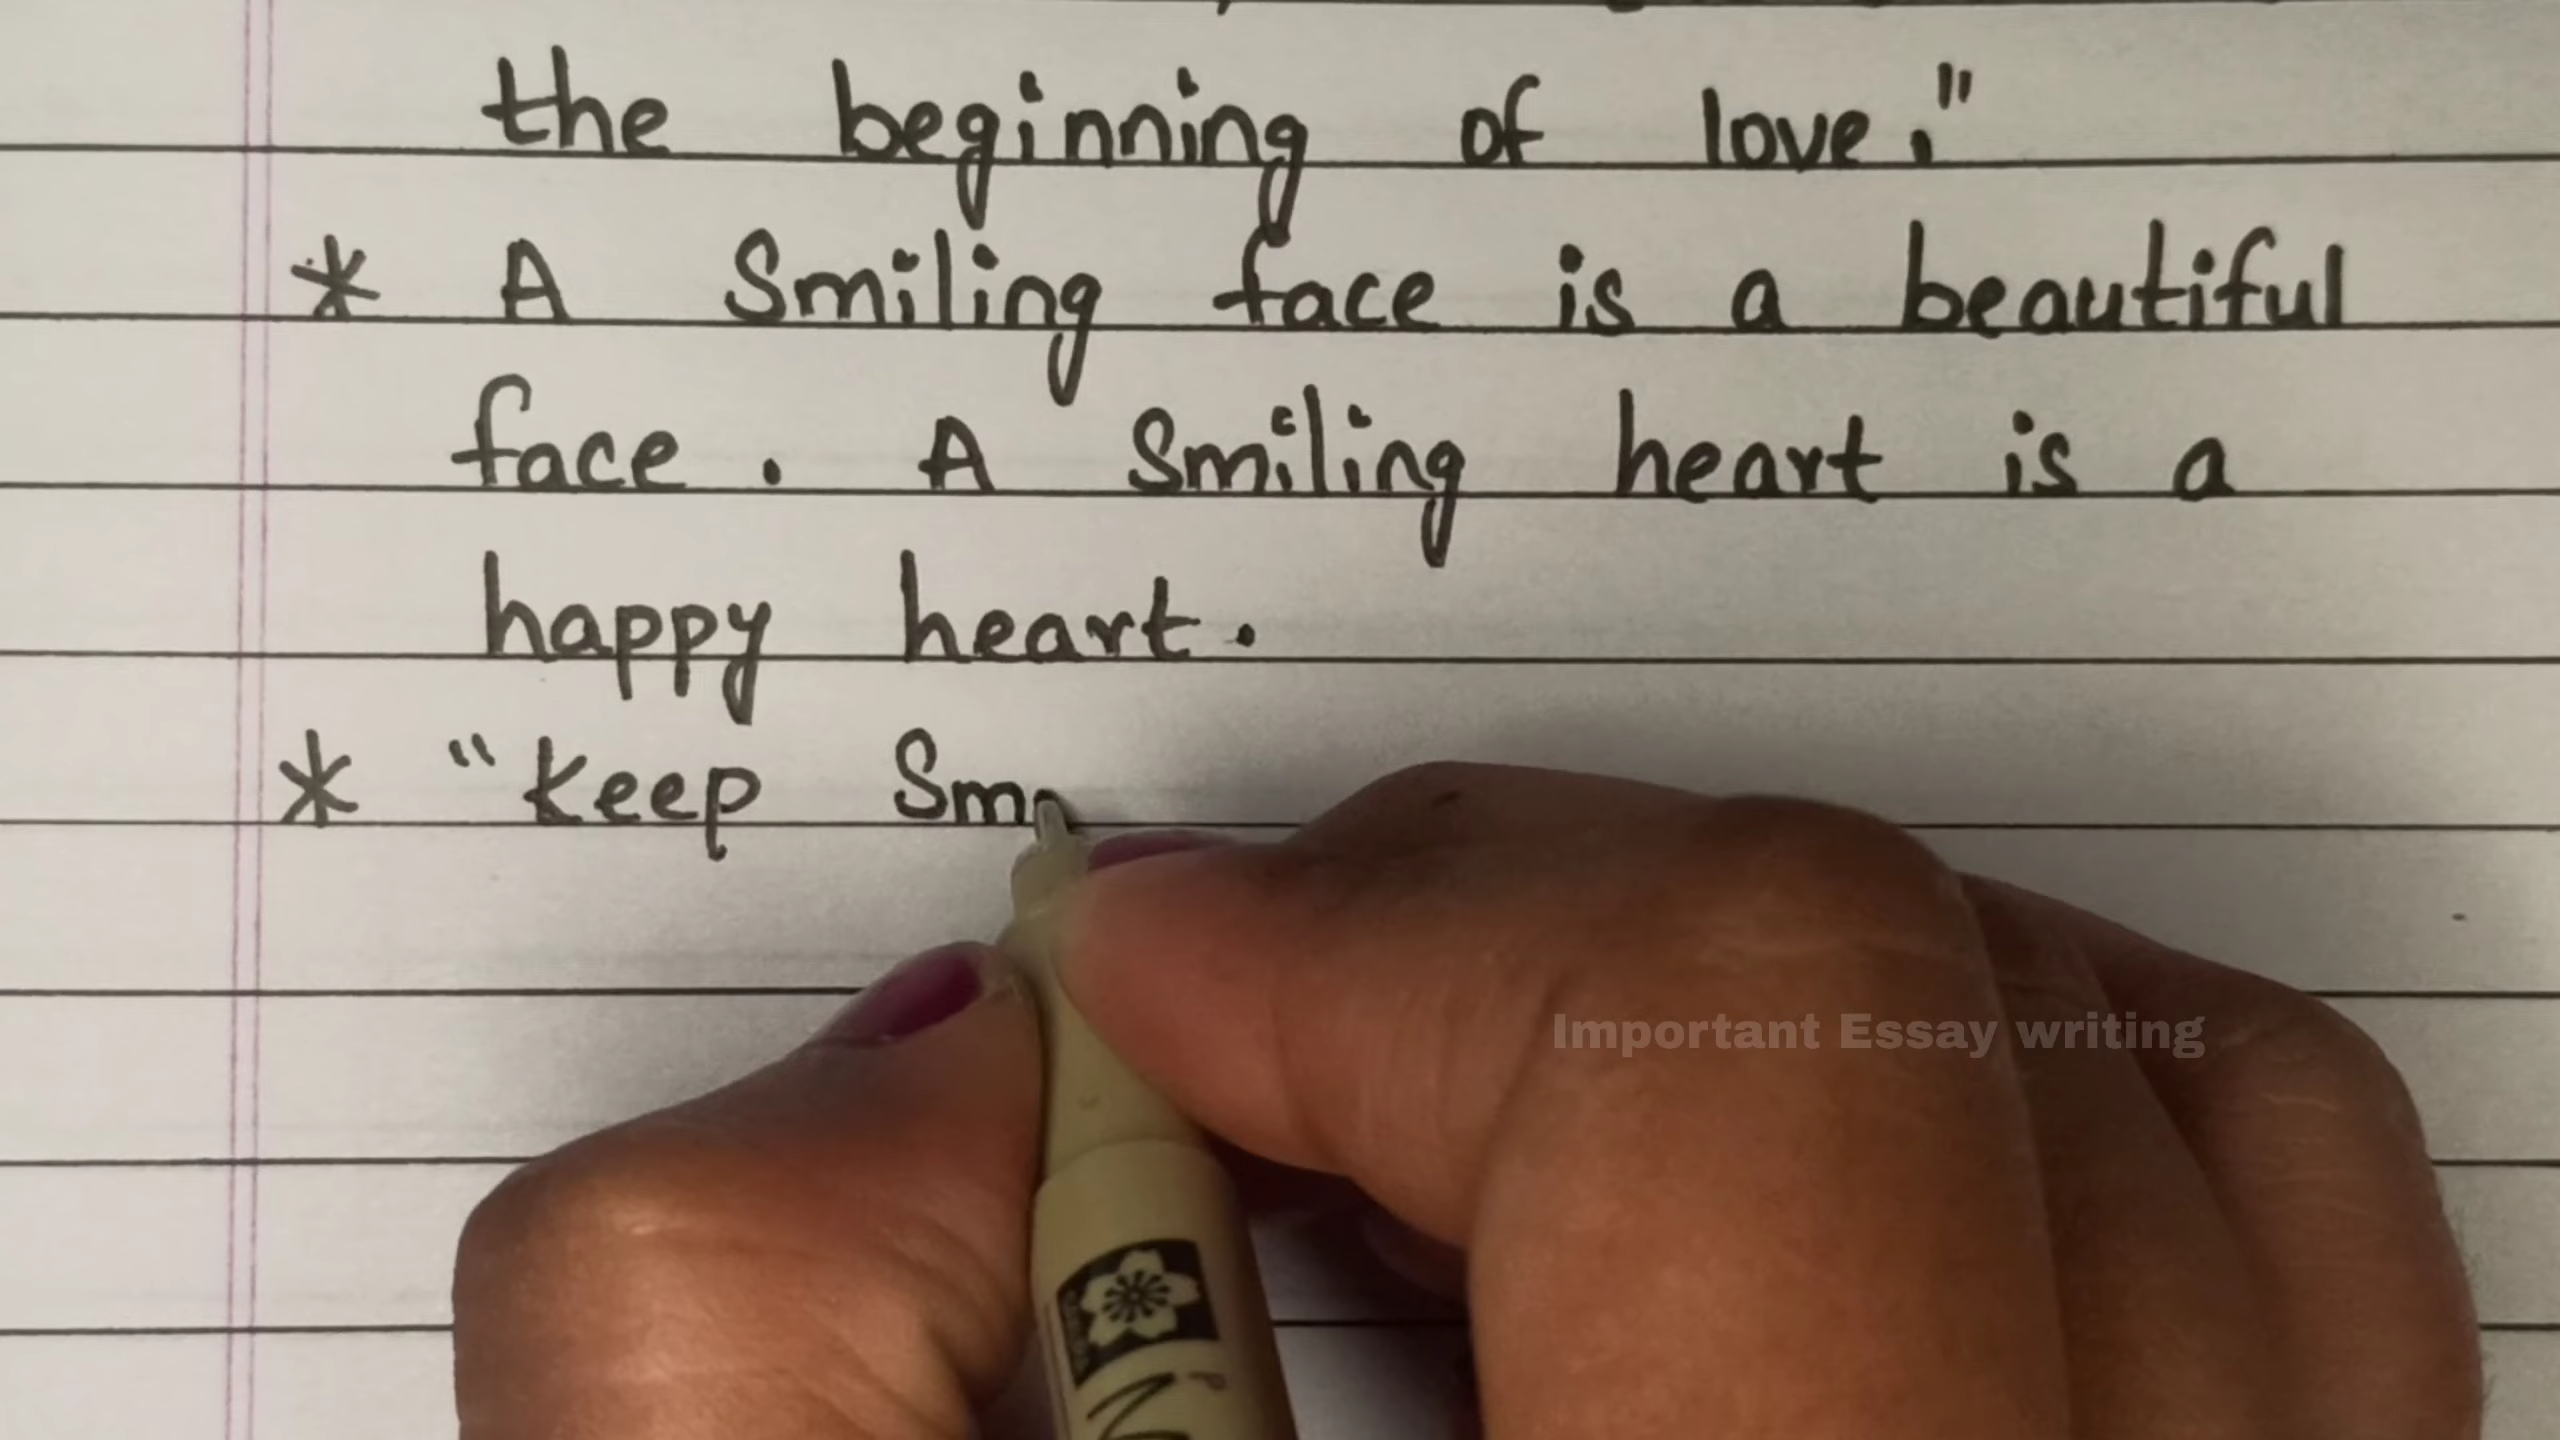 the beginning of love."
* A Smiling face is a beautiful
face. A Smiling heart is a
happy heart.
* "Keep Sm
Important Essay writing